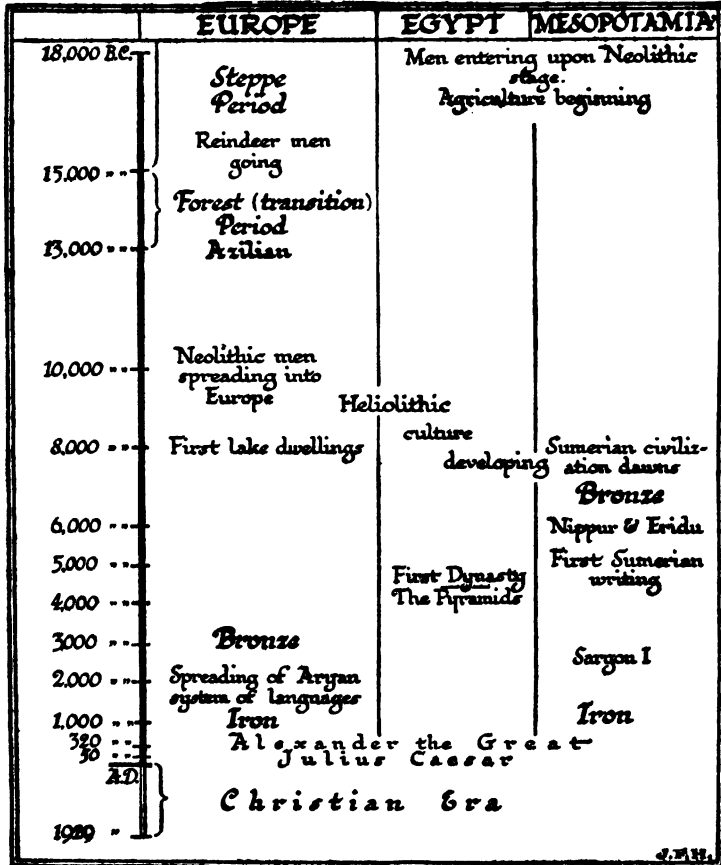 EUROPE EGYPT MESOPOTAMIA
18,000 B.C.
Steppe
Period
Men entering upon Neolithic
stage.
Agriculture beginning
Reindeer men
going
15,000 " "
Forest (transition)
Period
13,000 " "
Azilian
10,000 " "
Neolithic men
spreading into
Europe
Heliolithic
culture
developing
8,000 " "
First lake dwellings
Sumerian civiliz-
ation dawns
Bronze
6,000 " "
Nippur & Eridu
5,000 " "
First Sumerian
writing
First Dynasty
The Pyramids
4,000 " "
3,000 " "
Bronze
Sargon I
2,000 " "
Spreading of Aryan
system of languages
1,000 " "
Iron
Iron
320 " "
Alexander the Great
50 " "
Julius Caesar
A.D.
Christian Era
1929 "
J.F.H.